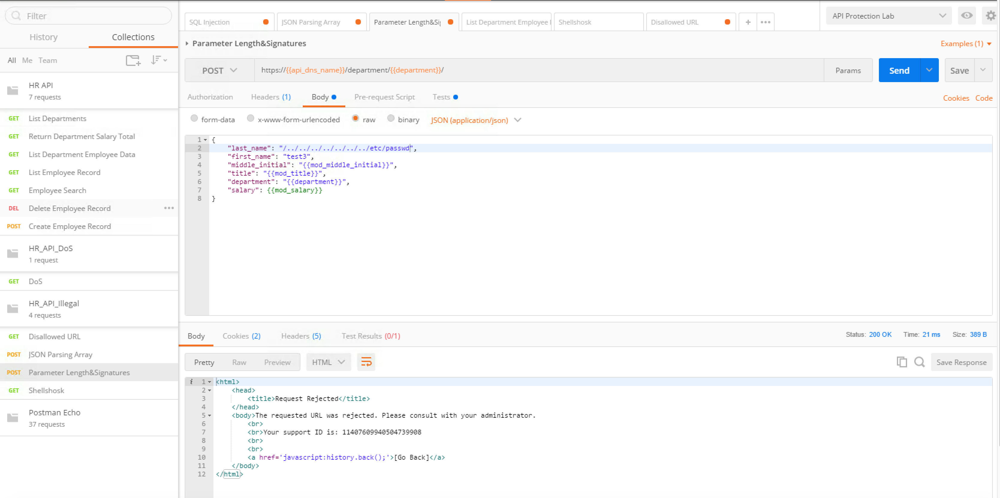 Filter
History
Collections
All Me Team
HR API
7 requests
GET List Departments
GET Return Department Salary Total
GET List Department Employee Data
GET List Employee Record
GET Employee Search
DEL Delete Employee Record
POST Create Employee Record
HR_API_DoS
1 request
GET DoS
HR_API_Illegal
4 requests
GET Disallowed URL
POST JSON Parsing Array
POST Parameter Length&Signatures
GET Shellshosk
Postman Echo
37 requests
SQL Injection
JSON Parsing Array
Parameter Length&Si
List Department Employee
Shellshosk
Disallowed URL
API Protection Lab
Parameter Length&Signatures
Examples (1)
POST https://{{api_dns_name}}/department/{{department}}/ Params Send Save
Authorization Headers (1) Body Pre-request Script Tests Cookies Code
form-data x-www-form-urlencoded raw binary JSON (application/json)
1 {
2 "last_name": "/../../../../../../../etc/passwd",
3 "first_name": "test3",
4 "middle_initial": "{{mod_middle_initial}}",
5 "title": "{{mod_title}}",
6 "department": "{{department}}",
7 "salary": {{mod_salary}}
8 }
Body Cookies (2) Headers (5) Test Results (0/1) Status: 200 OK Time: 21 ms Size: 389 B
Pretty Raw Preview HTML Save Response
i 1 <html>
2 <head>
3 <title>Request Rejected</title>
4 </head>
5 <body>The requested URL was rejected. Please consult with your administrator.
6 <br>
7 <br>Your support ID is: 11407609940504739908
8 <br>
9 <br>
10 <a href='javascript:history.back();'>[Go Back]</a>
11 </body>
12 </html>